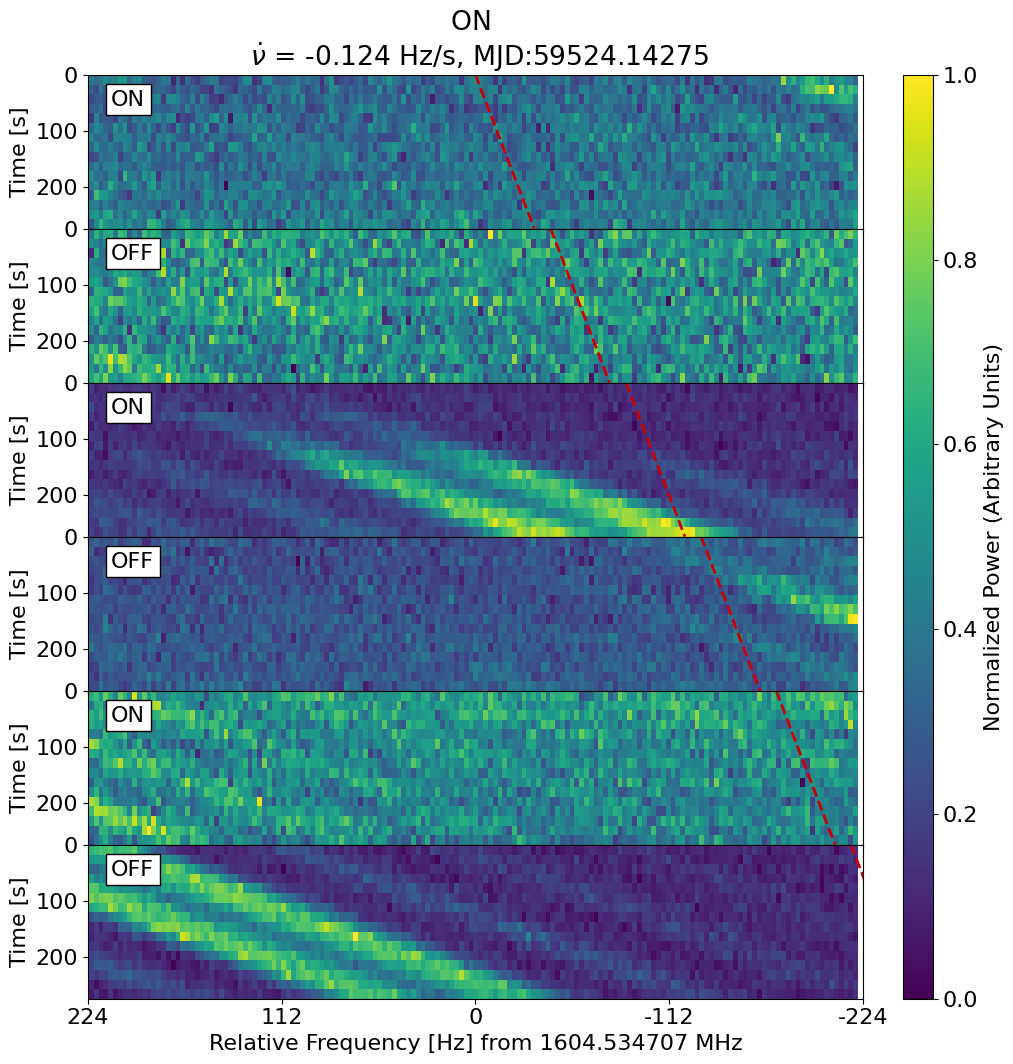 ON
ν̇ = -0.124 Hz/s, MJD:59524.14275
0
100
200
Time [s]
ON
0
100
200
Time [s]
OFF
0
100
200
Time [s]
ON
0
100
200
Time [s]
OFF
0
100
200
Time [s]
ON
0
100
200
Time [s]
OFF
224
112
0
-112
-224
Relative Frequency [Hz] from 1604.534707 MHz
1.0
0.8
0.6
0.4
0.2
0.0
Normalized Power (Arbitrary Units)